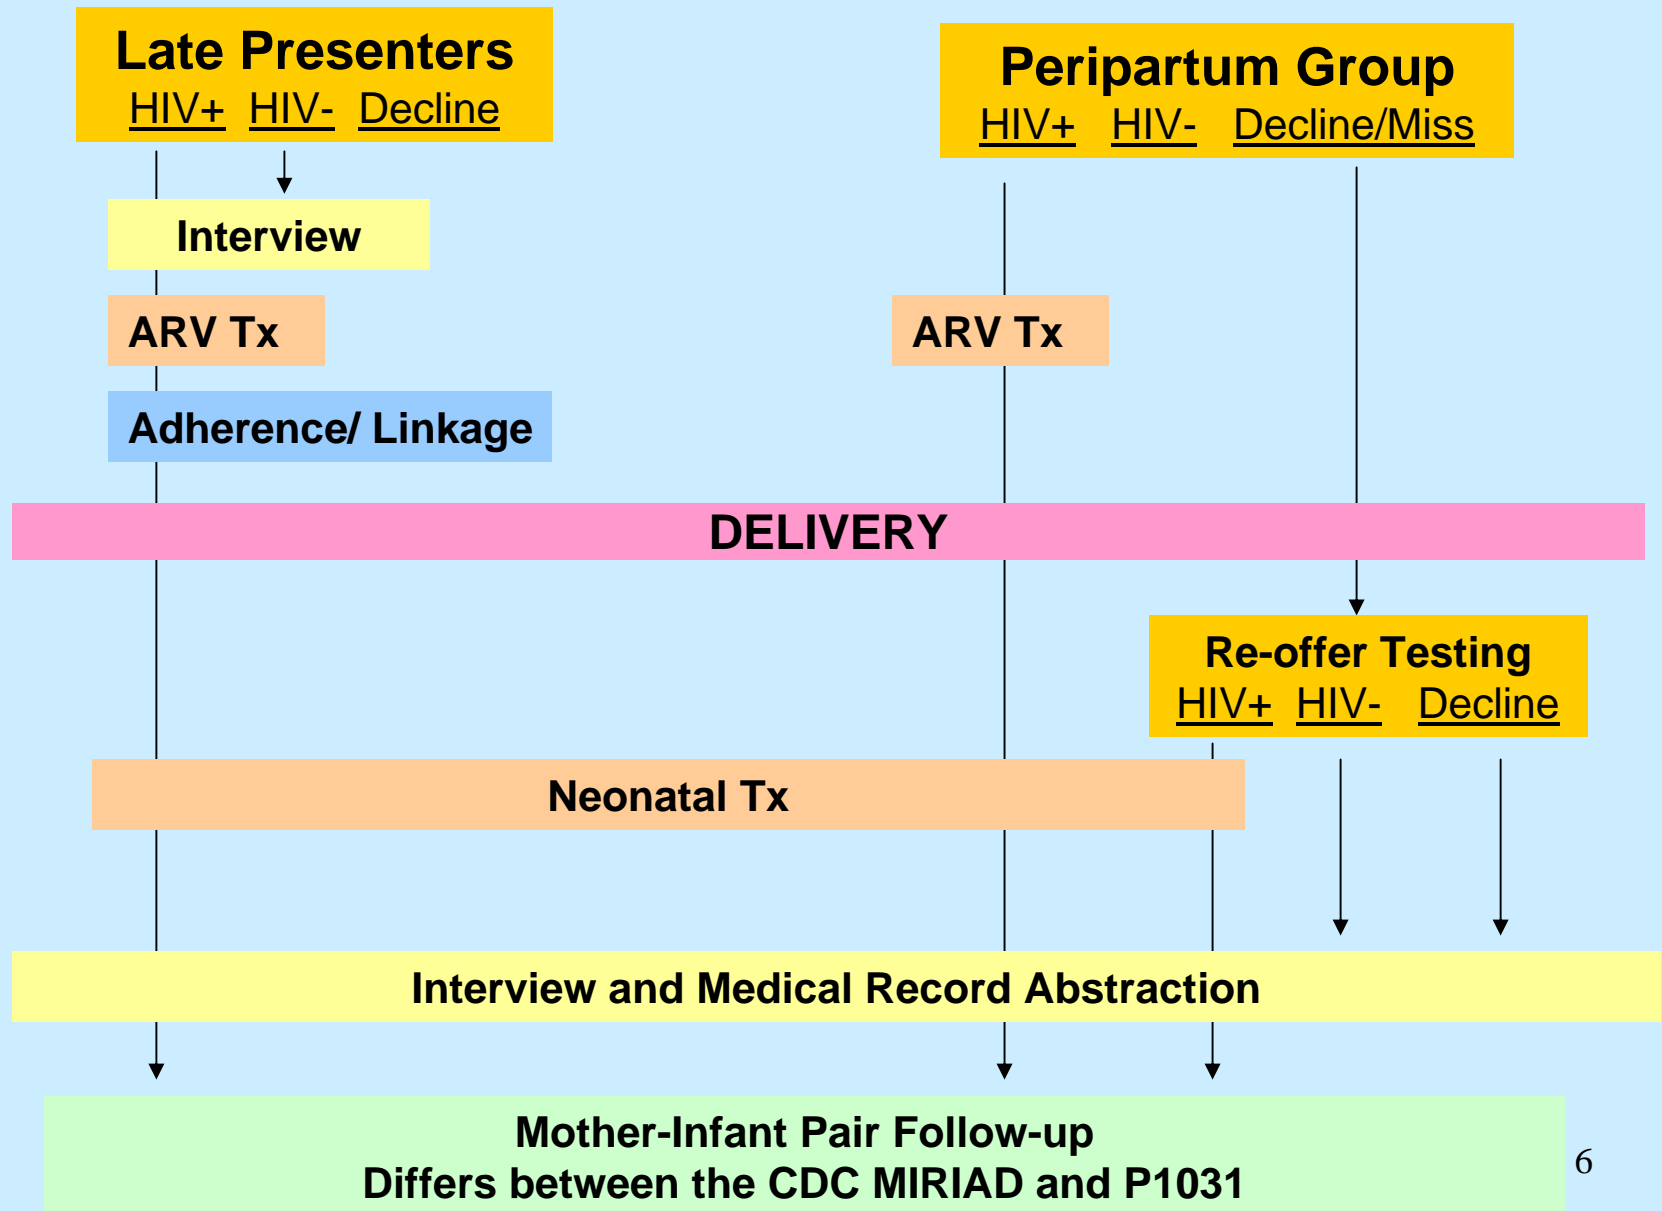 Late Presenters
HIV+ HIV- Decline
Peripartum Group
HIV+ HIV- Decline/Miss
Interview
ARV Tx
ARV Tx
Adherence/ Linkage
DELIVERY
Re-offer Testing
HIV+ HIV- Decline
Neonatal Tx
Interview and Medical Record Abstraction
Mother-Infant Pair Follow-up
Differs between the CDC MIRIAD and P1031
6